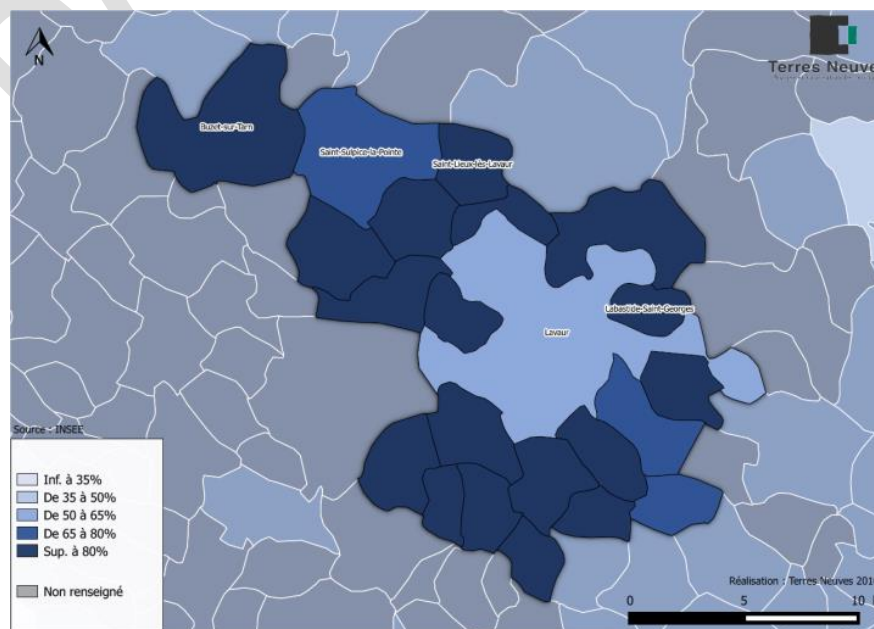 N
Terres Neuves
Buzet-sur-Tarn
Saint-Sulpice-la-Pointe
Saint-Lieux-lès-Lavaur
Labastide-Saint-Georges
Lavaur
Source : INSEE
Inf. à 35%
De 35 à 50%
De 50 à 65%
De 65 à 80%
Sup. à 80%
Non renseigné
Réalisation : Terres Neuves
0 5 10